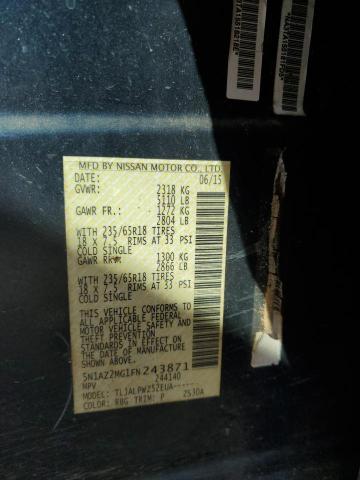 MFD BY NISSAN MOTOR CO., LTD.
DATE: 06/15
GVWR: 2318 KG
5110 LB
GAWR FR.: 1272 KG
2804 LB
WITH 235/65R18 TIRES
18 X 7.5 RIMS AT 33 PSI
COLD SINGLE
GAWR RR.: 1300 KG
2866 LB
WITH 235/65R18 TIRES
18 X 7.5 RIMS AT 33 PSI
COLD SINGLE
THIS VEHICLE CONFORMS TO ALL
APPLICABLE FEDERAL MOTOR
VEHICLE SAFETY, BUMPER AND
THEFT PREVENTION STANDARDS
IN EFFECT ON THE DATE OF
MANUFACTURE SHOWN ABOVE.
5N1AZ2MG1FN243871
MPV 244140
MODEL: TLJALPWZ52EUA-----
COLOR: RBG TRIM: P Z530A